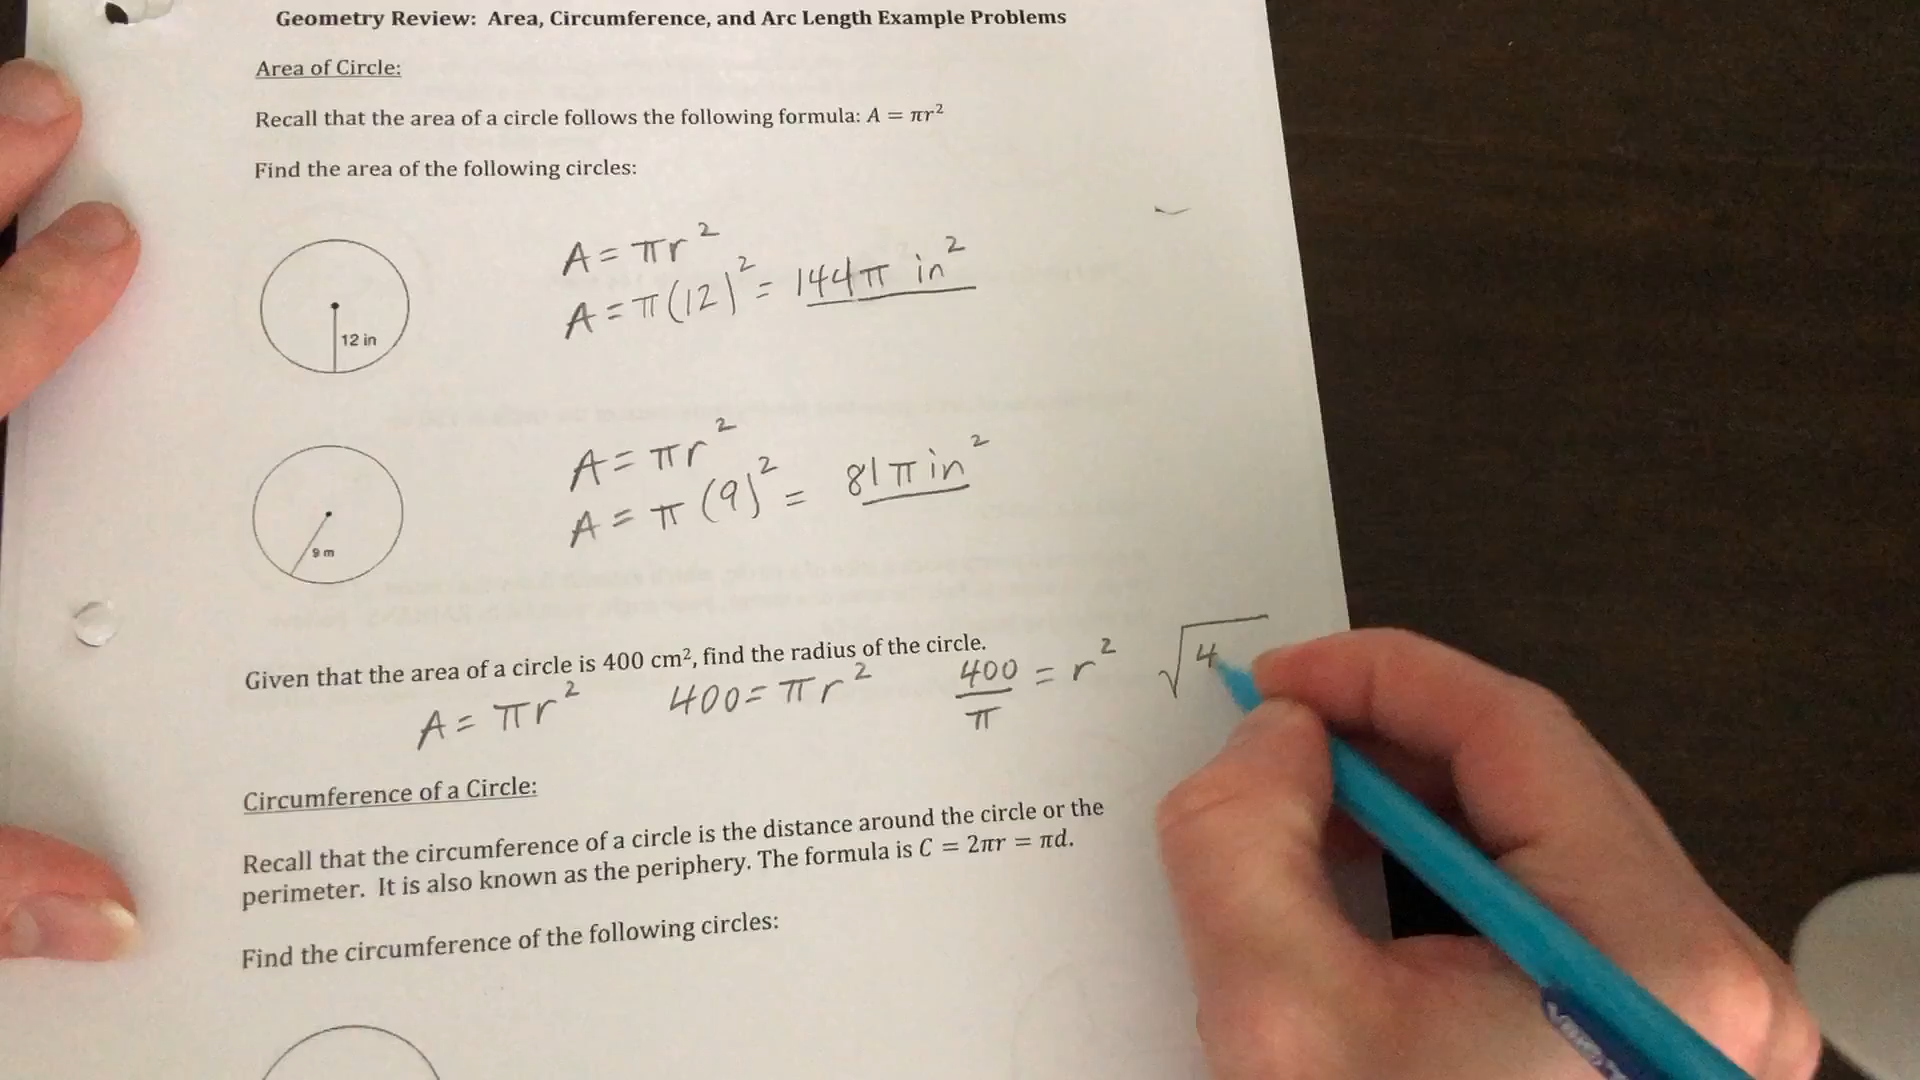 Geometry Review: Area, Circumference, and Arc Length Example Problems
Area of Circle:
Recall that the area of a circle follows the following formula: A = πr²
Find the area of the following circles:
A = πr²
A = π(12)² = 144π in²
12 in
A = πr²
A = π(9)² = 81π in²
9 m
Given that the area of a circle is 400 cm², find the radius of the circle.
A = πr² 400 = πr² 400/π = r² √4
Circumference of a Circle:
Recall that the circumference of a circle is the distance around the circle or the
perimeter. It is also known as the periphery. The formula is C = 2πr = πd.
Find the circumference of the following circles: